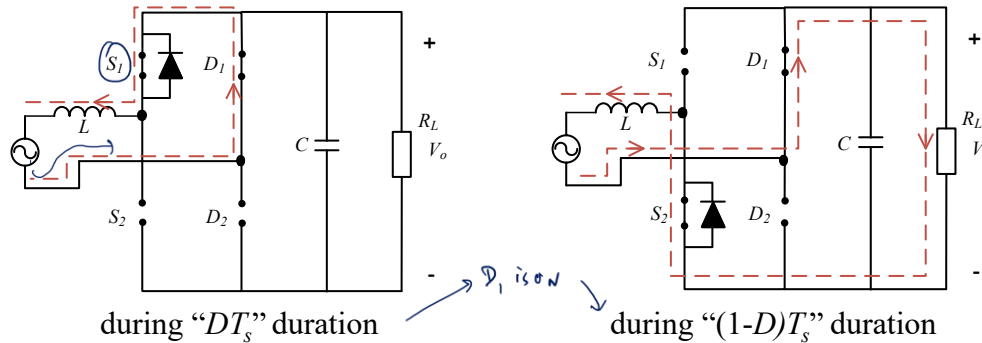 S1
D1
+
L
RL
C
Vo
S2
D2
-
during “DTs” duration
D1 is on
S1
D1
+
L
RL
C
V
S2
D2
-
during “(1-D)Ts” duration